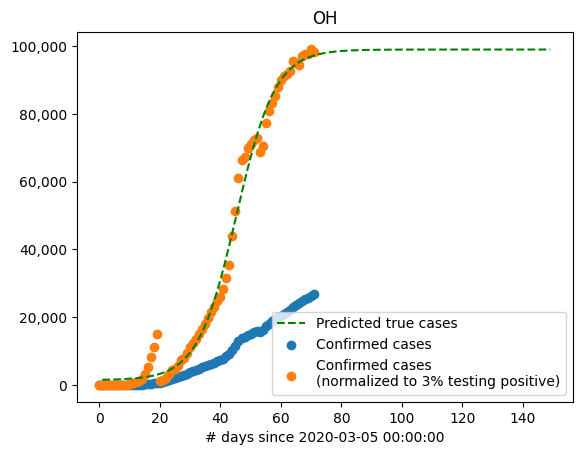 OH
100,000
80,000
60,000
40,000
20,000
0
Predicted true cases
Confirmed cases
Confirmed cases
(normalized to 3% testing positive)
0 20 40 60 80 100 120 140
# days since 2020-03-05 00:00:00